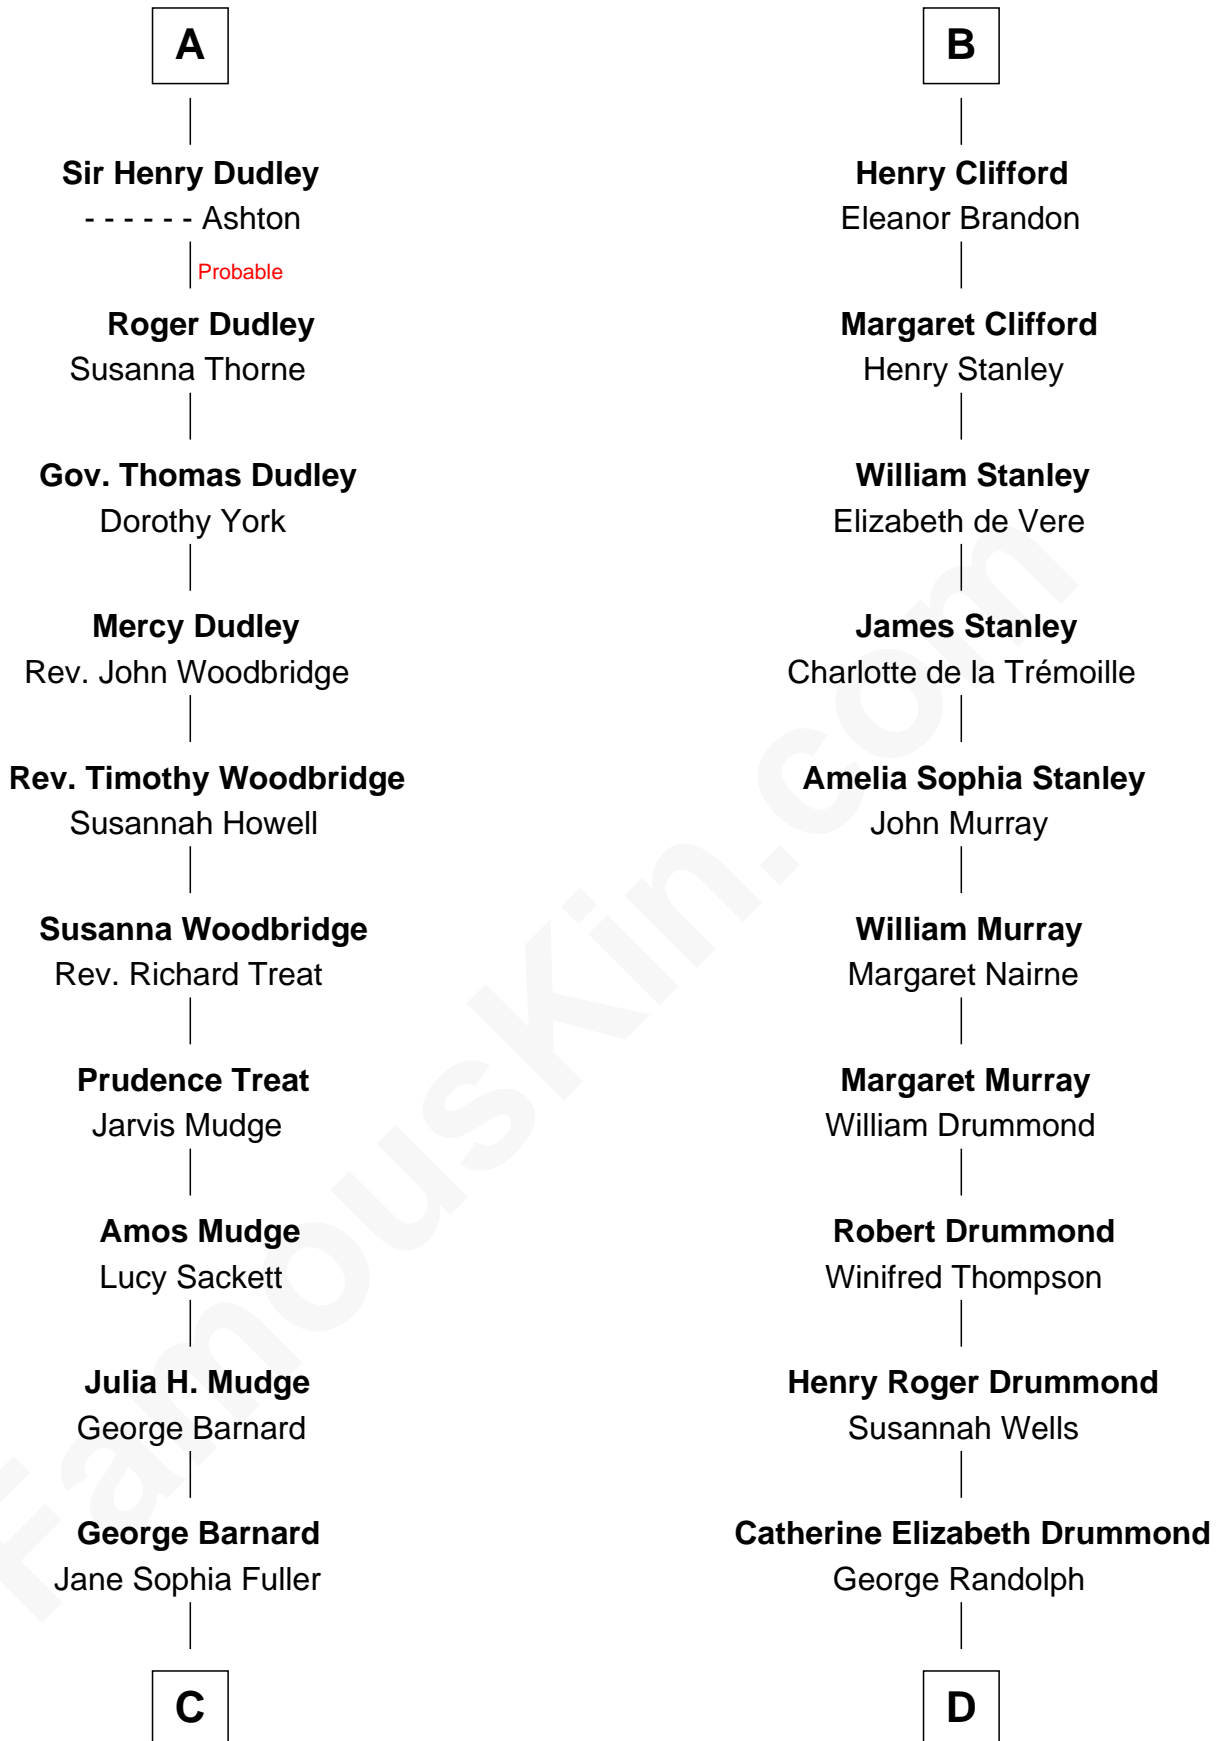 A
Sir Henry Dudley
- - - - - - Ashton
Probable
Roger Dudley
Susanna Thorne
Gov. Thomas Dudley
Dorothy York
Mercy Dudley
Rev. John Woodbridge
Rev. Timothy Woodbridge
Susannah Howell
Susanna Woodbridge
Rev. Richard Treat
Prudence Treat
Jarvis Mudge
Amos Mudge
Lucy Sackett
Julia H. Mudge
George Barnard
George Barnard
Jane Sophia Fuller
C
B
Henry Clifford
Eleanor Brandon
Margaret Clifford
Henry Stanley
William Stanley
Elizabeth de Vere
James Stanley
Charlotte de la Trémoille
Amelia Sophia Stanley
John Murray
William Murray
Margaret Nairne
Margaret Murray
William Drummond
Robert Drummond
Winifred Thompson
Henry Roger Drummond
Susannah Wells
Catherine Elizabeth Drummond
George Randolph
D
FamousKin.com